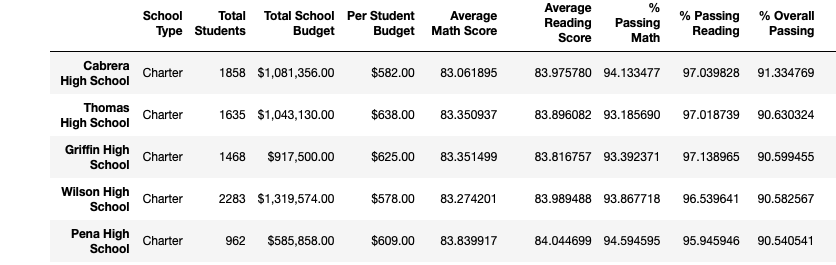 School Type Total Students Total School Budget Per Student Budget Average Math Score Average Reading Score % Passing Math % Passing Reading % Overall Passing
Cabrera High School Charter 1858 $1,081,356.00 $582.00 83.061895 83.975780 94.133477 97.039828 91.334769
Thomas High School Charter 1635 $1,043,130.00 $638.00 83.350937 83.896082 93.185690 97.018739 90.630324
Griffin High School Charter 1468 $917,500.00 $625.00 83.351499 83.816757 93.392371 97.138965 90.599455
Wilson High School Charter 2283 $1,319,574.00 $578.00 83.274201 83.989488 93.867718 96.539641 90.582567
Pena High School Charter 962 $585,858.00 $609.00 83.839917 84.044699 94.594595 95.945946 90.540541